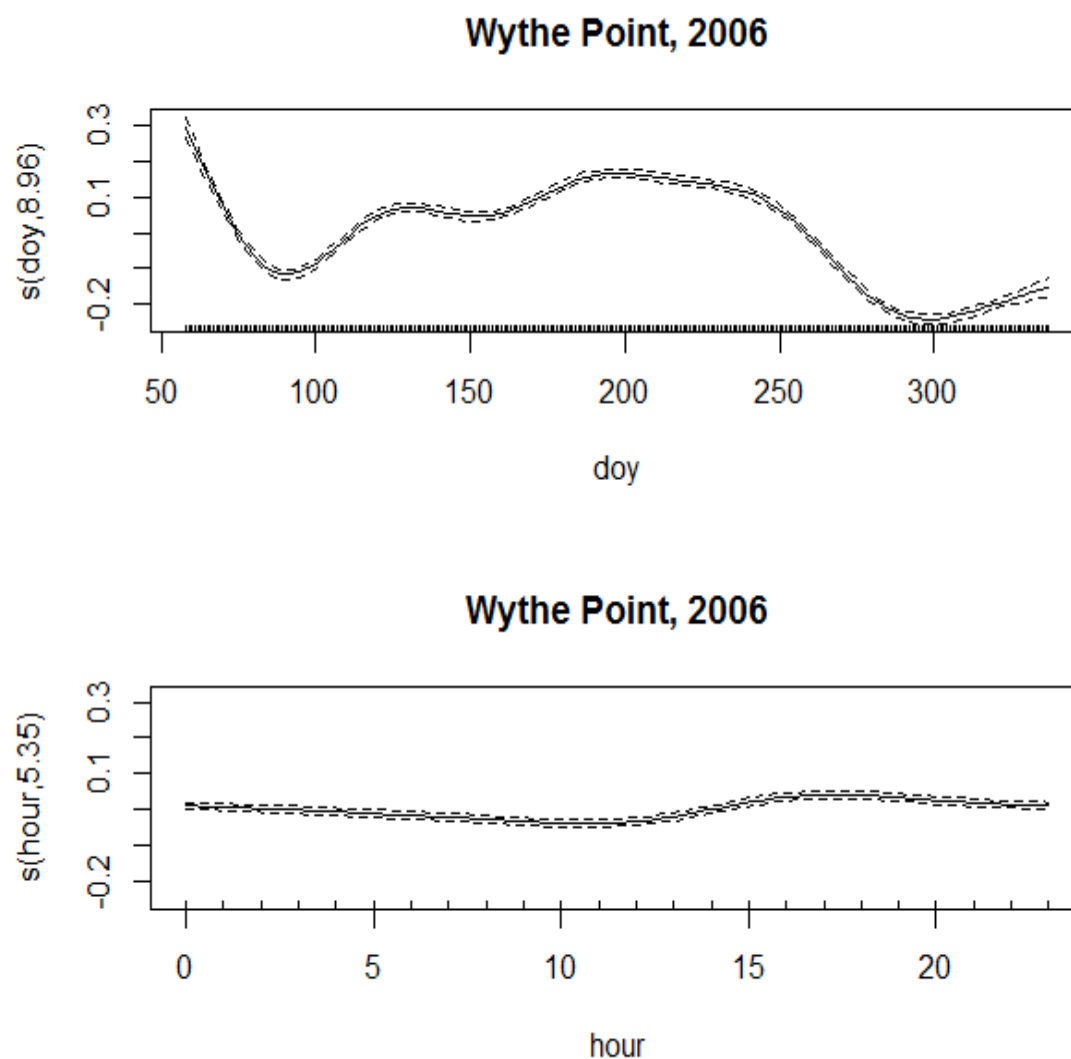 Wythe Point, 2006
s(doy,8.96)
0.3
0.1
-0.2
50 100 150 200 250 300
doy
Wythe Point, 2006
s(hour,5.35)
0.3
0.1
-0.2
0 5 10 15 20
hour